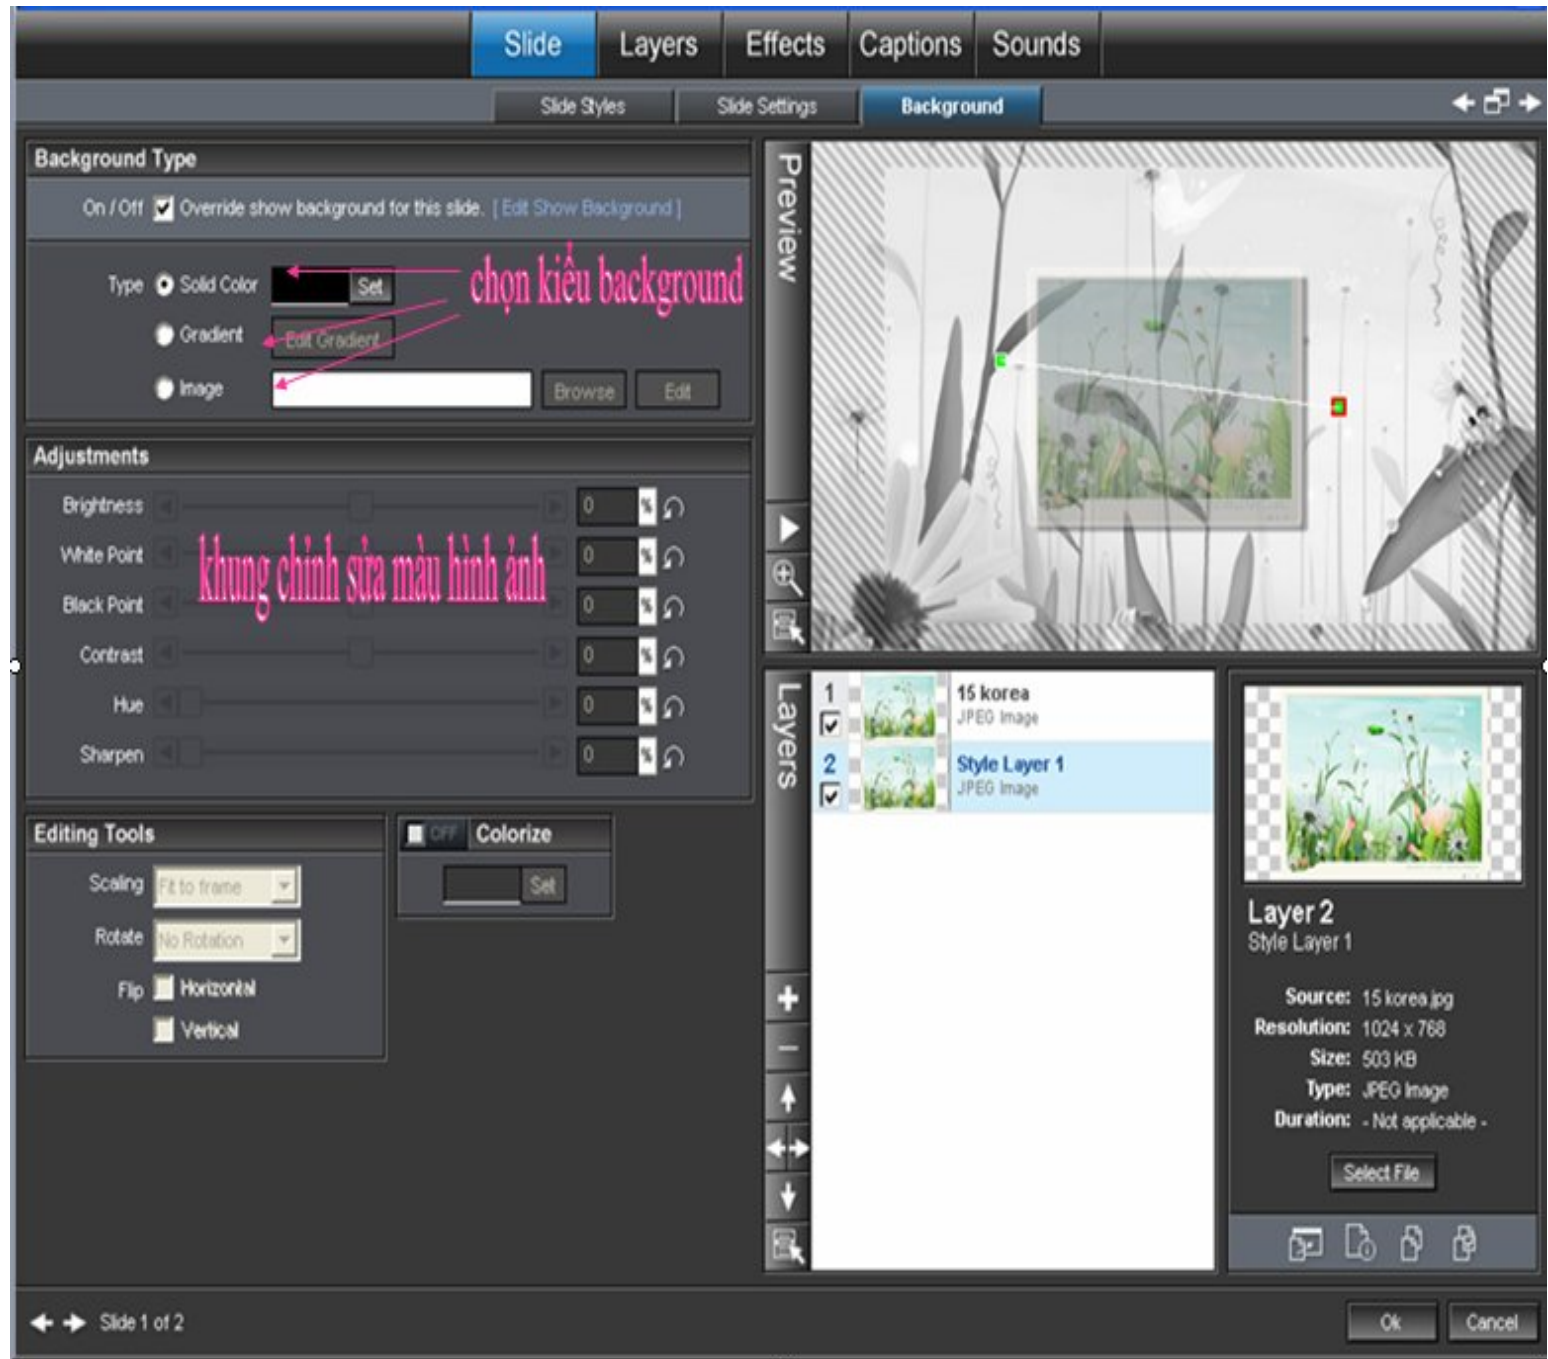 Slide Layers Effects Captions Sounds
Slide Styles Slide Settings Background
Background Type
On / Off Override show background for this slide. [ Edit Show Background ]
Type Solid Color Set
chọn kiểu background
Gradient Edit Gradient
Image Browse Edit
Adjustments
Brightness 0 %
White Point 0 %
khung chỉnh sửa màu hình ảnh
Black Point 0 %
Contrast 0 %
Hue 0 %
Sharpen 0 %
Editing Tools
Scaling Fit to frame
Rotate No Rotation
Flip Horizontal
Vertical
OFF Colorize
Set
Preview
Layers
1 15 korea
JPEG Image
2 Style Layer 1
JPEG Image
Layer 2
Style Layer 1
Source: 15 korea.jpg
Resolution: 1024 x 768
Size: 503 KB
Type: JPEG Image
Duration: - Not applicable -
Select File
Slide 1 of 2
Ok Cancel